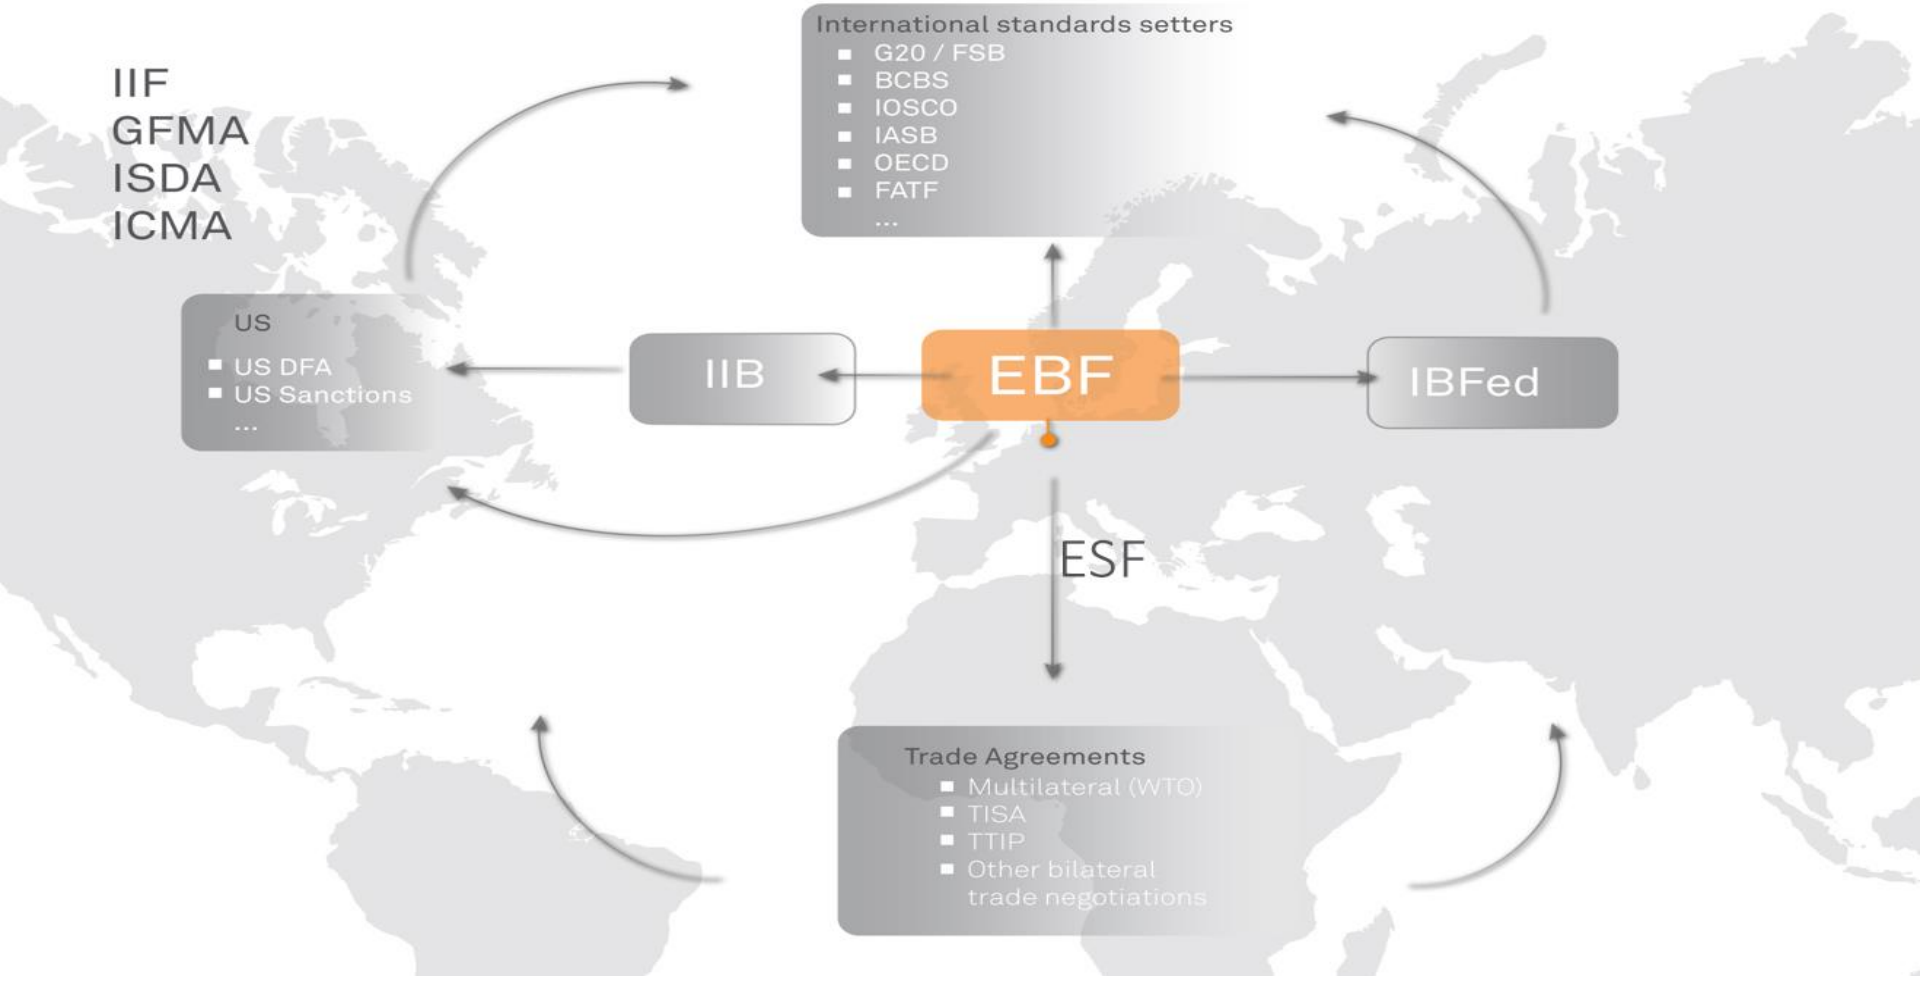 International standards setters
G20 / FSB
BCBS
IOSCO
IASB
OECD
FATF
...
IIF
GFMA
ISDA
ICMA
US
US DFA
US Sanctions
...
IIB
EBF
IBFed
ESF
Trade Agreements
Multilateral (WTO)
TISA
TTIP
Other bilateral
trade negotiations